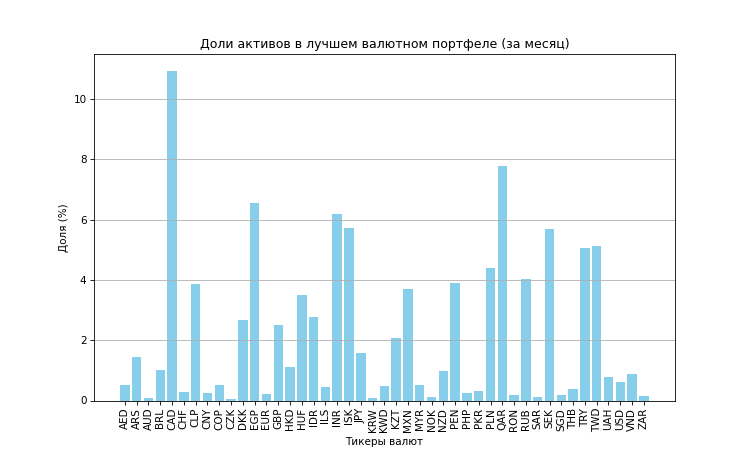 Доли активов в лучшем валютном портфеле (за месяц)
Доля (%)
10
8
6
4
2
0
AED ARS AUD BRL CAD CHF CLP CNY COP CZK DKK EGP EUR GBP HKD HUF IDR ILS INR ISK JPY KRW KWD KZT MXN MYR NOK NZD PEN PHP PKR PLN QAR RON RUB SAR SEK SGD THB TRY TWD UAH USD VND ZAR
Тикеры валют